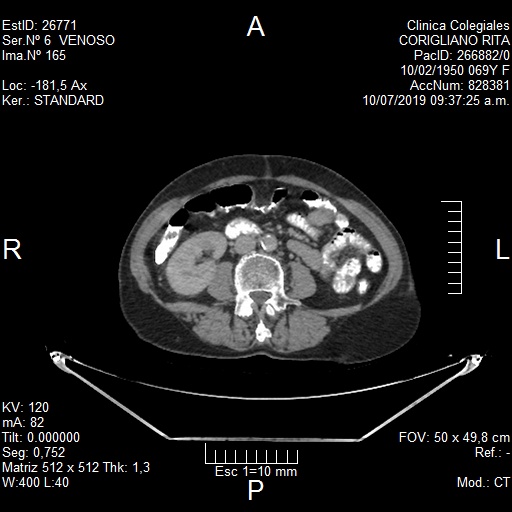 EstID: 26771
Ser.Nº 6 VENOSO
Ima.Nº 165
Loc: -181,5 Ax
Ker.: STANDARD
A
Clinica Colegiales
CORIGLIANO RITA
PacID: 266882/0
10/02/1950 069Y F
AccNum: 828381
10/07/2019 09:37:25 a.m.
R
L
KV: 120
mA: 82
Tilt: 0.000000
Seg: 0,752
Matriz 512 x 512 Thk: 1,3
W:400 L:40
Esc 1=10 mm
P
FOV: 50 x 49,8 cm
Ref.: -
Mod.: CT